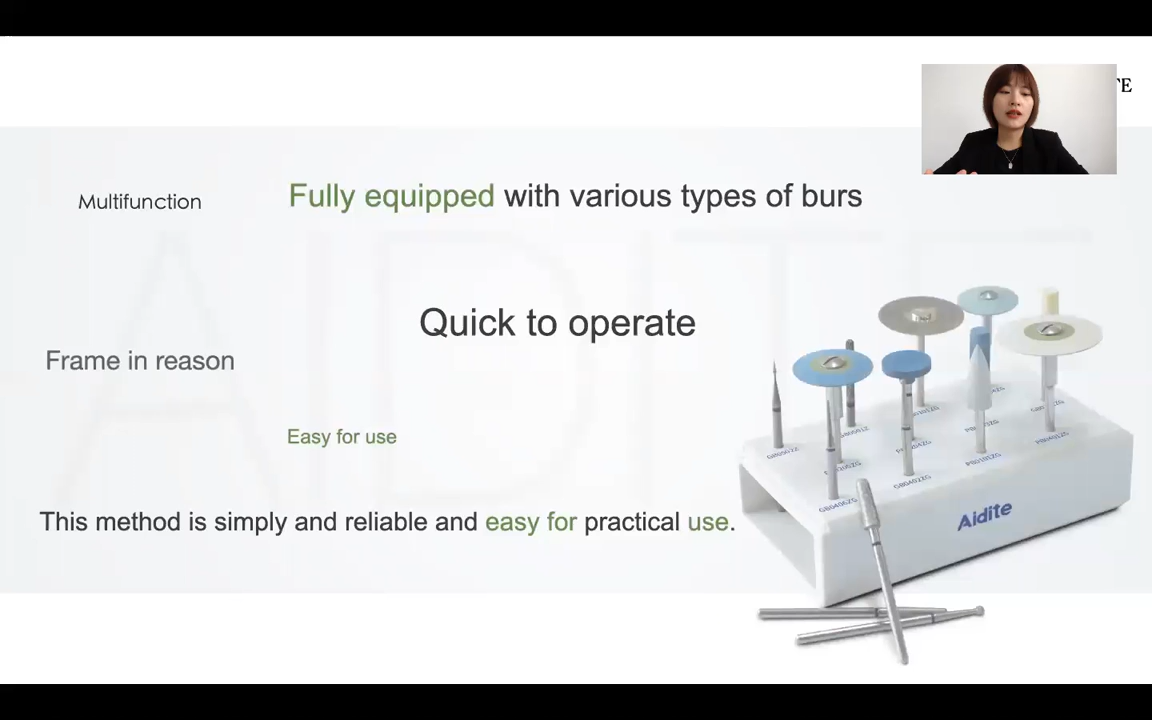 TE
Multifunction
Fully equipped with various types of burs
Quick to operate
Frame in reason
Easy for use
This method is simply and reliable and easy for practical use.
Aidite